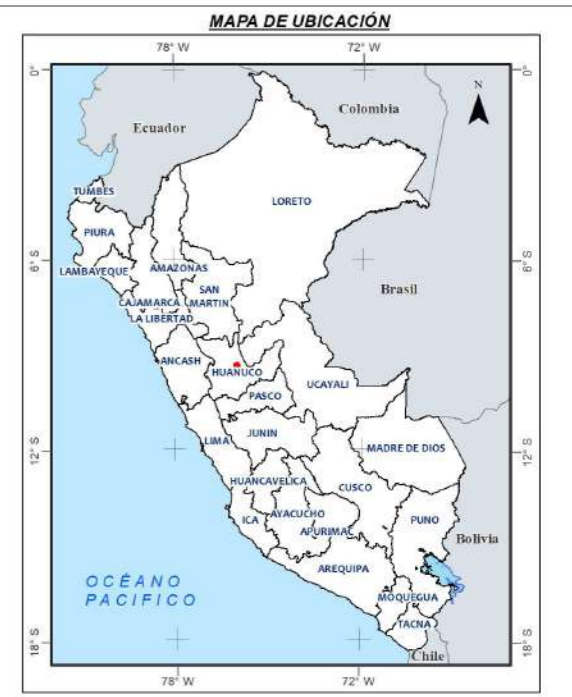 MAPA DE UBICACIÓN
78° W
72° W
0°
0°
N
Colombia
Ecuador
TUMBES
LORETO
PIURA
6° S
6° S
LAMBAYEQUE
AMAZONAS
SAN
MARTIN
Brasil
CAJAMARCA
LA LIBERTAD
ANCASH
HUANUCO
UCAYALI
PASCO
LIMA
JUNIN
MADRE DE DIOS
12° S
12° S
HUANCAVELICA
CUSCO
ICA
AYACUCHO
PUNO
APURIMAC
Bolivia
AREQUIPA
OCÉANO
PACIFICO
MOQUEGUA
TACNA
18° S
18° S
Chile
78° W
72° W